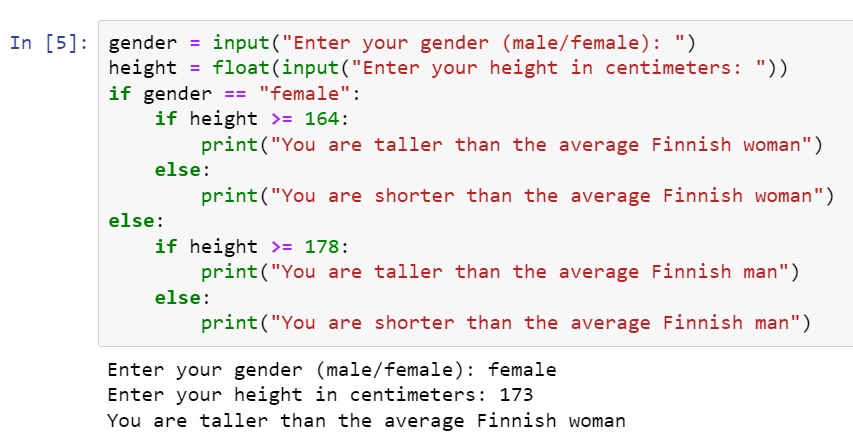 In [5]: gender = input("Enter your gender (male/female): ")
height = float(input("Enter your height in centimeters: "))
if gender == "female":
    if height >= 164:
        print("You are taller than the average Finnish woman")
    else:
        print("You are shorter than the average Finnish woman")
else:
    if height >= 178:
        print("You are taller than the average Finnish man")
    else:
        print("You are shorter than the average Finnish man")
Enter your gender (male/female): female
Enter your height in centimeters: 173
You are taller than the average Finnish woman